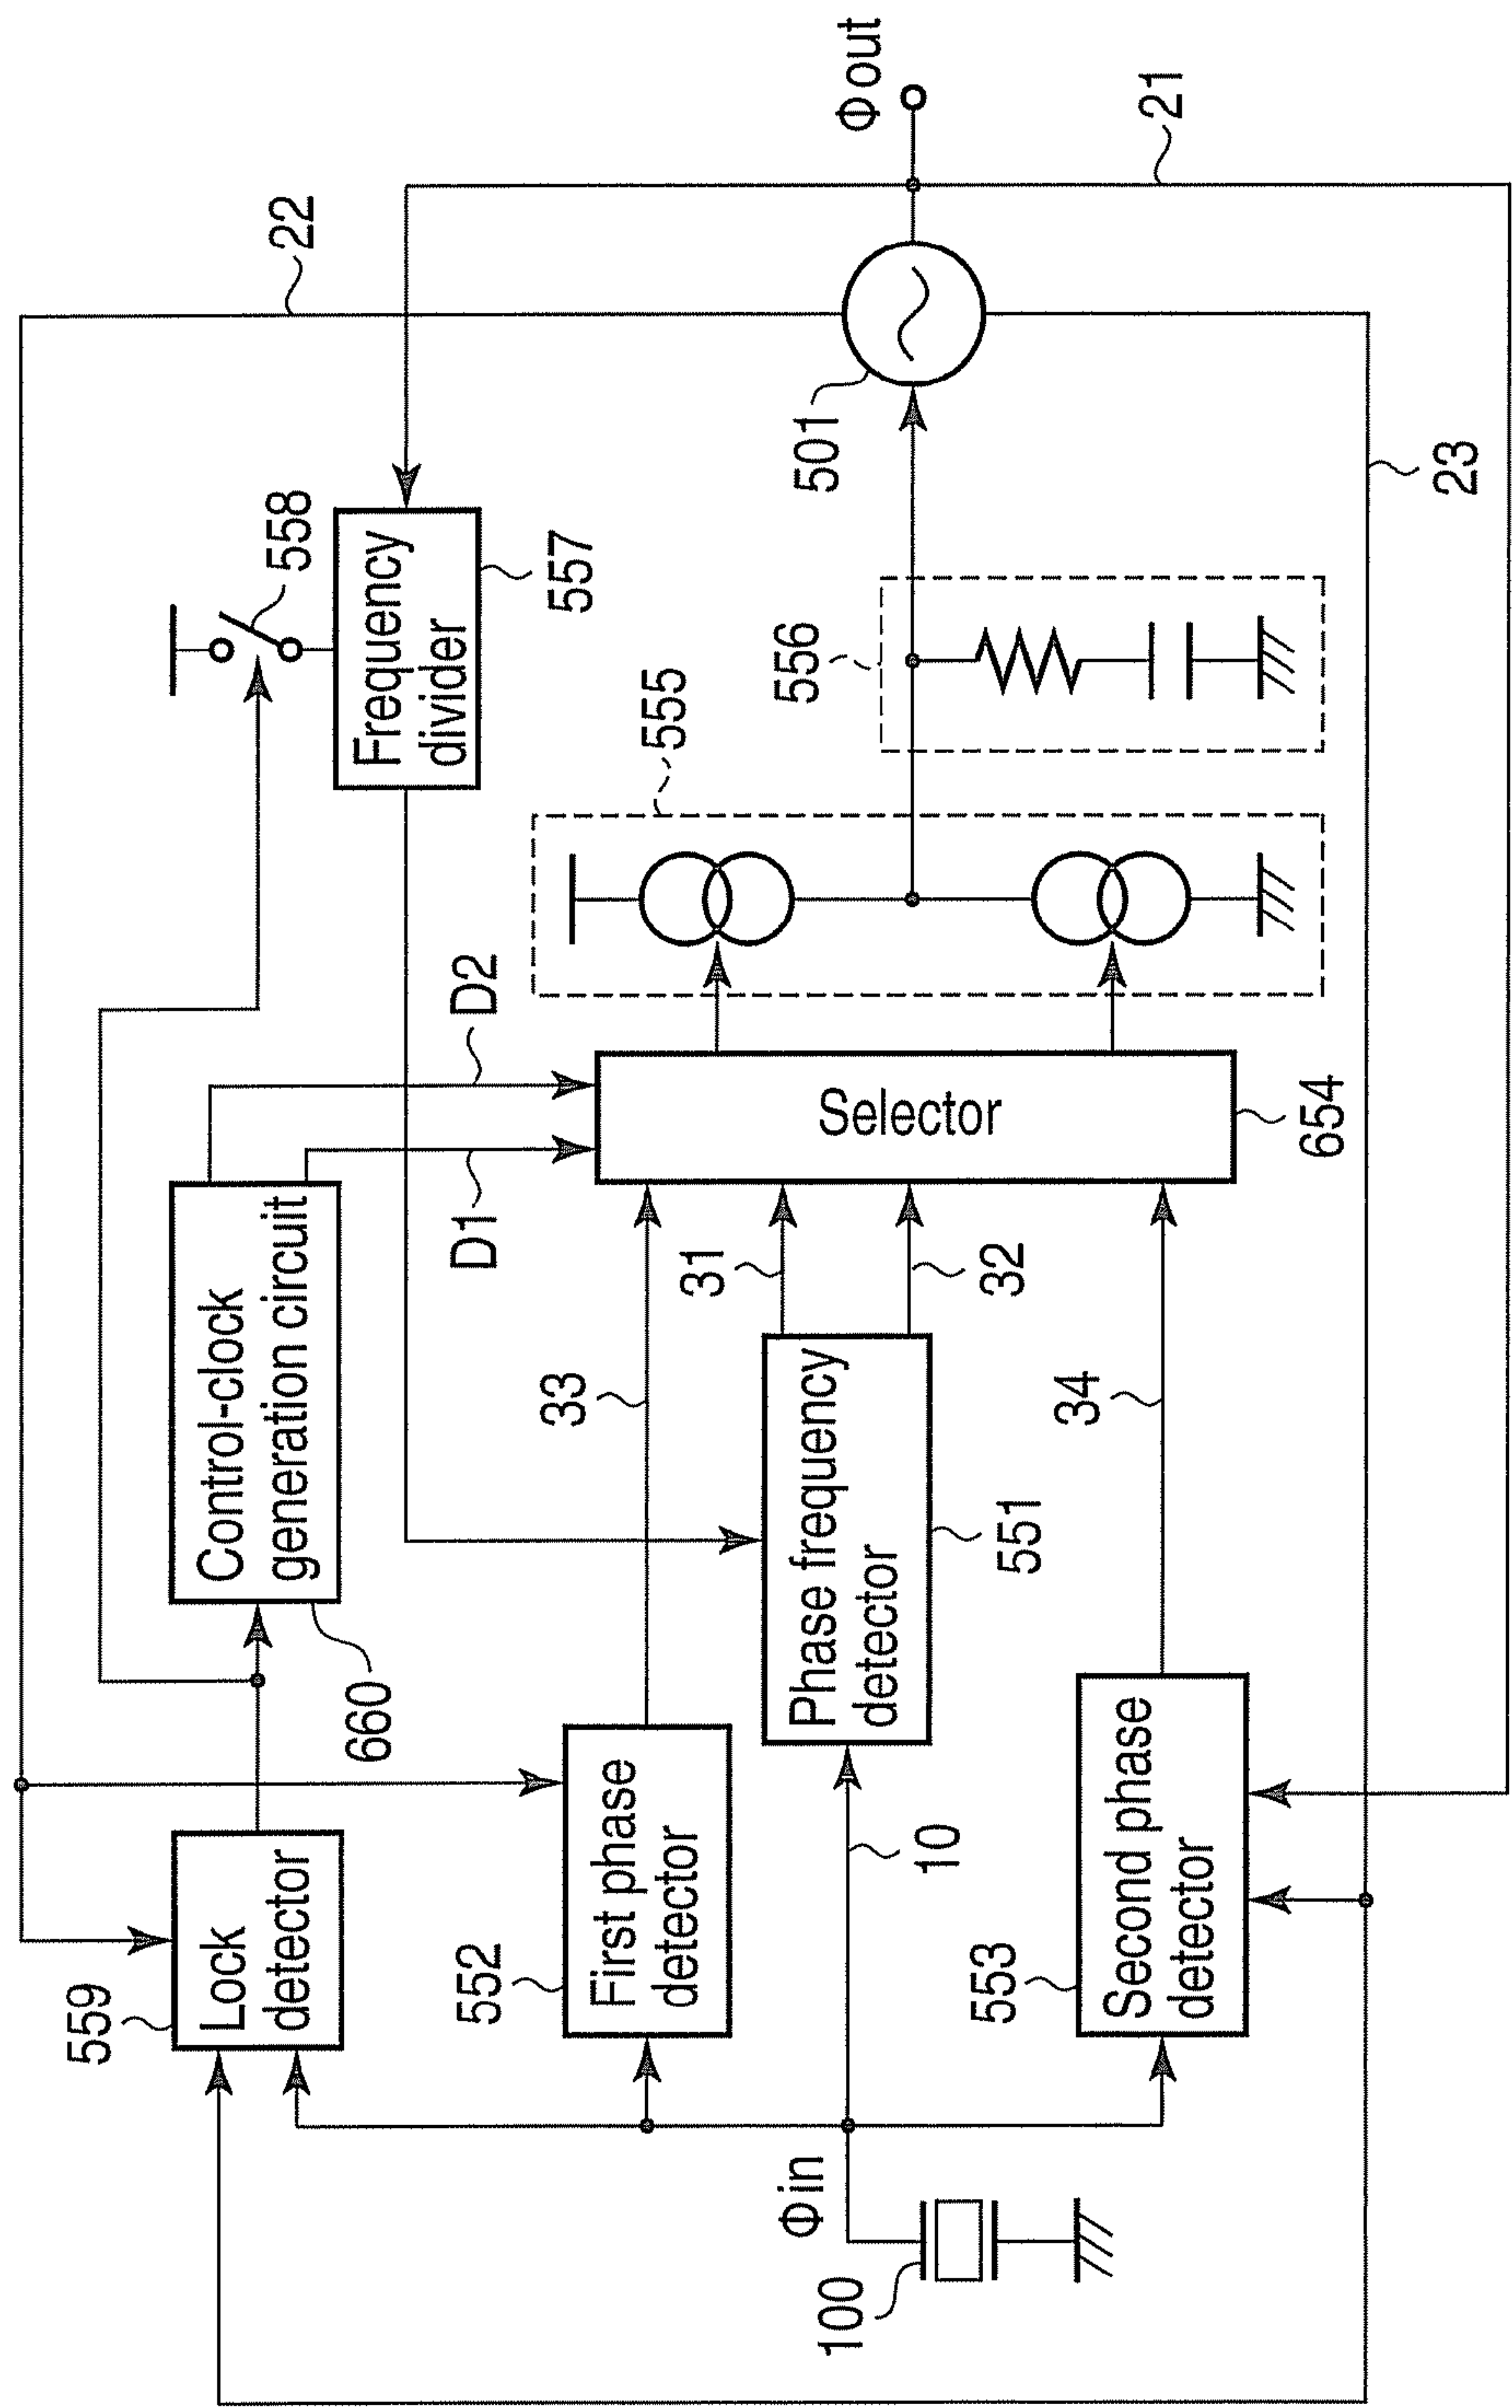 22
558
Φout
21
Frequency
divider
557
501
23
556
555
D2
D1
Control-clock
generation circuit
660
Selector
654
31
32
33
34
Phase frequency
detector
551
559
Lock
detector
552
First phase
detector
10
553
Second phase
detector
Φin
100